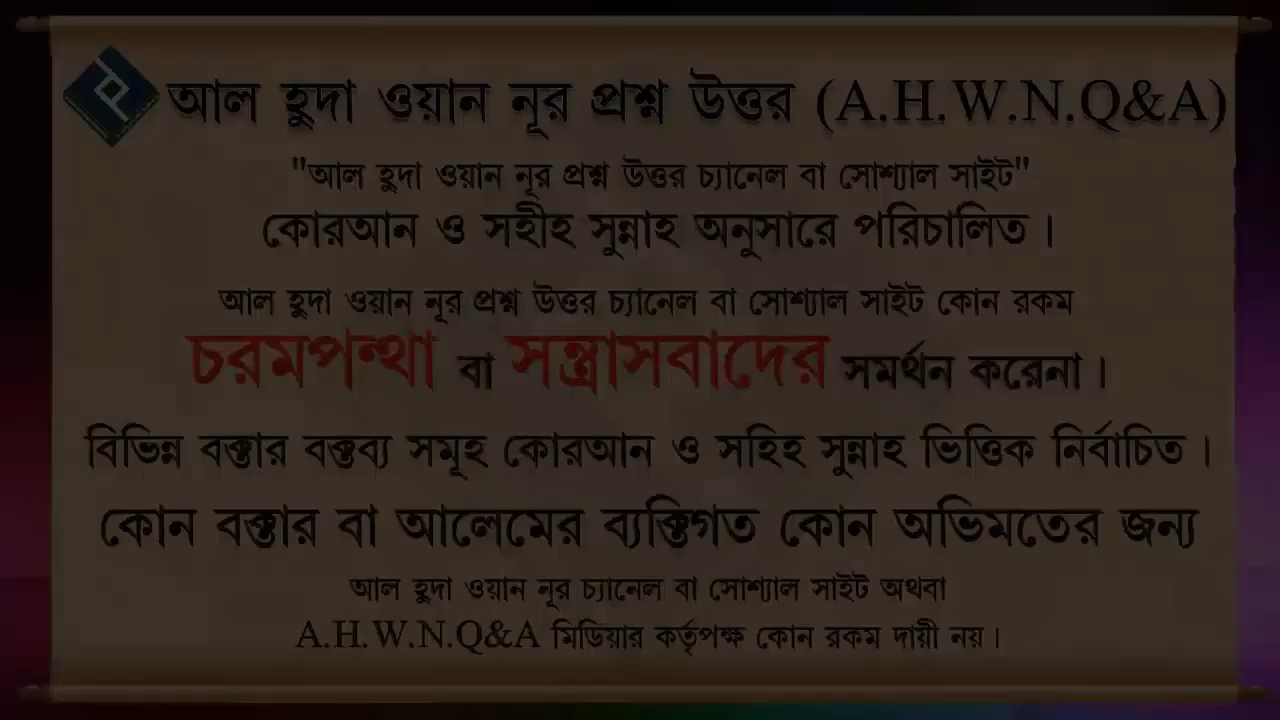 আল হুদা ওয়ান নূর প্রশ্ন উত্তর (A.H.W.N.Q&A)
"আল হুদা ওয়ান নূর প্রশ্ন উত্তর চ্যানেল বা সোশ্যাল সাইট"
কোরআন ও সহীহ সুন্নাহ অনুসারে পরিচালিত।
আল হুদা ওয়ান নূর প্রশ্ন উত্তর চ্যানেল বা সোশ্যাল সাইট কোন রকম
চরমপন্থা বা সন্ত্রাসবাদের সমর্থন করেনা।
বিভিন্ন বক্তার বক্তব্য সমূহ কোরআন ও সহিহ সুন্নাহ ভিত্তিক নির্বাচিত।
কোন বক্তার বা আলেমের ব্যক্তিগত কোন অভিমতের জন্য
আল হুদা ওয়ান নূর চ্যানেল বা সোশ্যাল সাইট অথবা
A.H.W.N.Q&A মিডিয়ার কর্তৃপক্ষ কোন রকম দায়ী নয়।